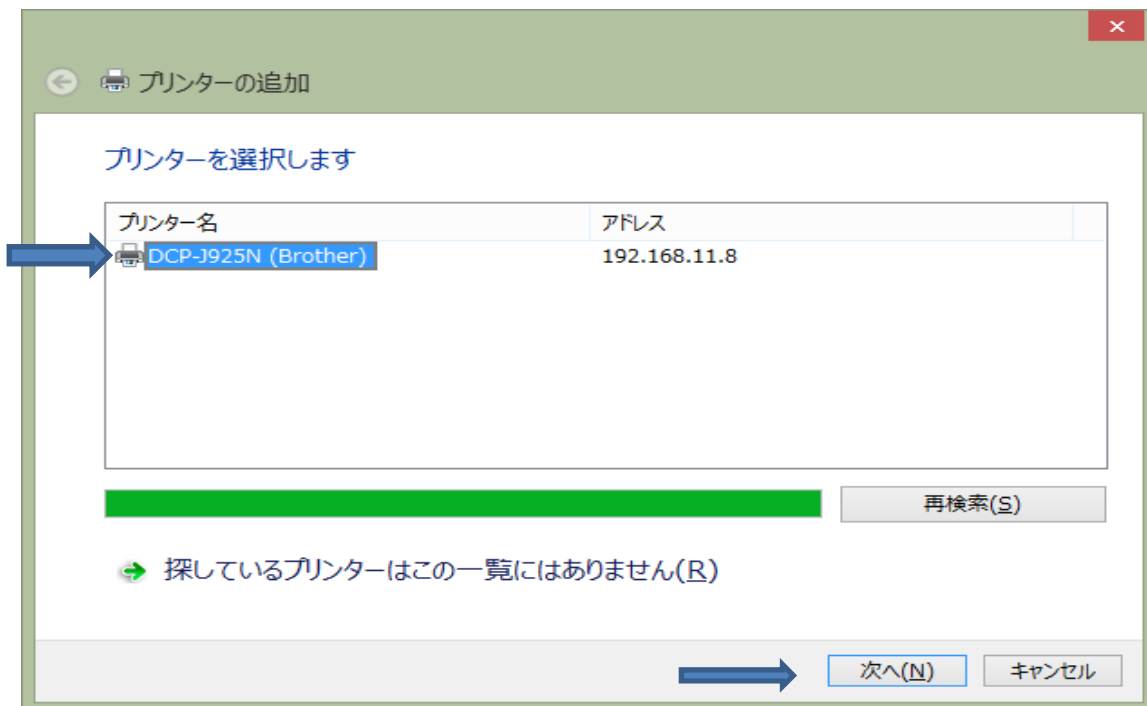 プリンターの追加
プリンターを選択します
プリンター名 アドレス
DCP-J925N (Brother) 192.168.11.8
再検索(S)
探しているプリンターはこの一覧にはありません(R)
次へ(N) キャンセル